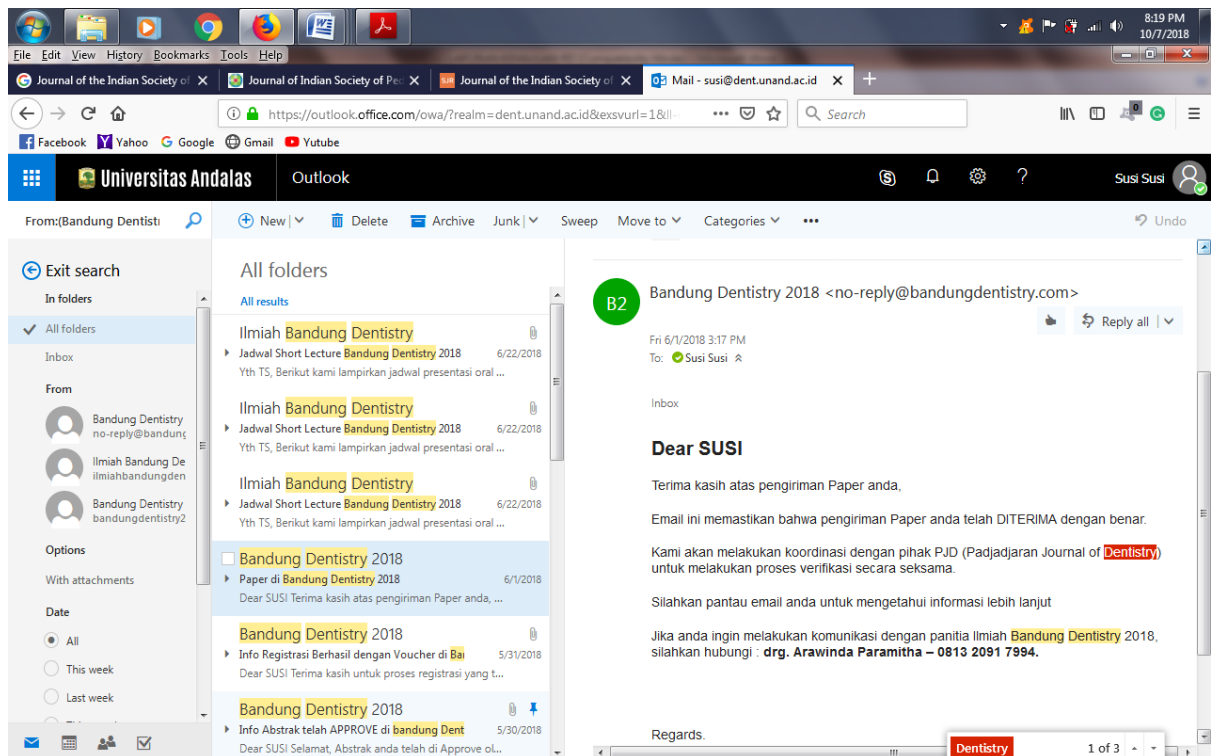 8:19 PM
10/7/2018
File Edit View History Bookmarks Tools Help
Journal of the Indian Society of
Journal of Indian Society of Ped
SJR Journal of the Indian Society of
Mail - susi@dent.unand.ac.id
https://outlook.office.com/owa/?realm=dent.unand.ac.id&exsvurl=1&ll-
Search
0
Facebook Yahoo Google Gmail Yutube
Universitas Andalas Outlook ? Susi Susi
From:(Bandung Dentisti
New Delete Archive Junk Sweep Move to Categories Undo
Exit search
In folders
All folders
Inbox
From
Bandung Dentistry
no-reply@bandung
Ilmiah Bandung De
ilmiahbandungden
Bandung Dentistry
bandungdentistry2
Options
With attachments
Date
All
This week
Last week
All folders
All results
Ilmiah Bandung Dentistry
Jadwal Short Lecture Bandung Dentistry 2018 6/22/2018
Yth TS, Berikut kami lampirkan jadwal presentasi oral ...
Ilmiah Bandung Dentistry
Jadwal Short Lecture Bandung Dentistry 2018 6/22/2018
Yth TS, Berikut kami lampirkan jadwal presentasi oral ...
Ilmiah Bandung Dentistry
Jadwal Short Lecture Bandung Dentistry 2018 6/22/2018
Yth TS, Berikut kami lampirkan jadwal presentasi oral ...
Bandung Dentistry 2018
Paper di Bandung Dentistry 2018 6/1/2018
Dear SUSI Terima kasih atas pengiriman Paper anda, ...
Bandung Dentistry 2018
Info Registrasi Berhasil dengan Voucher di Bai 5/31/2018
Dear SUSI Terima kasih untuk proses registrasi yang t...
Bandung Dentistry 2018
Info Abstrak telah APPROVE di bandung Dent 5/30/2018
Dear SUSI Selamat, Abstrak anda telah di Approve ol...
B2
Bandung Dentistry 2018 <no-reply@bandungdentistry.com>
Reply all
Fri 6/1/2018 3:17 PM
To: Susi Susi
Inbox
Dear SUSI
Terima kasih atas pengiriman Paper anda,
Email ini memastikan bahwa pengiriman Paper anda telah DITERIMA dengan benar.
Kami akan melakukan koordinasi dengan pihak PJD (Padjadjaran Journal of Dentistry)
untuk melakukan proses verifikasi secara seksama.
Silahkan pantau email anda untuk mengetahui informasi lebih lanjut
Jika anda ingin melakukan komunikasi dengan panitia Ilmiah Bandung Dentistry 2018,
silahkan hubungi : drg. Arawinda Paramitha – 0813 2091 7994.
Regards.
Dentistry 1 of 3